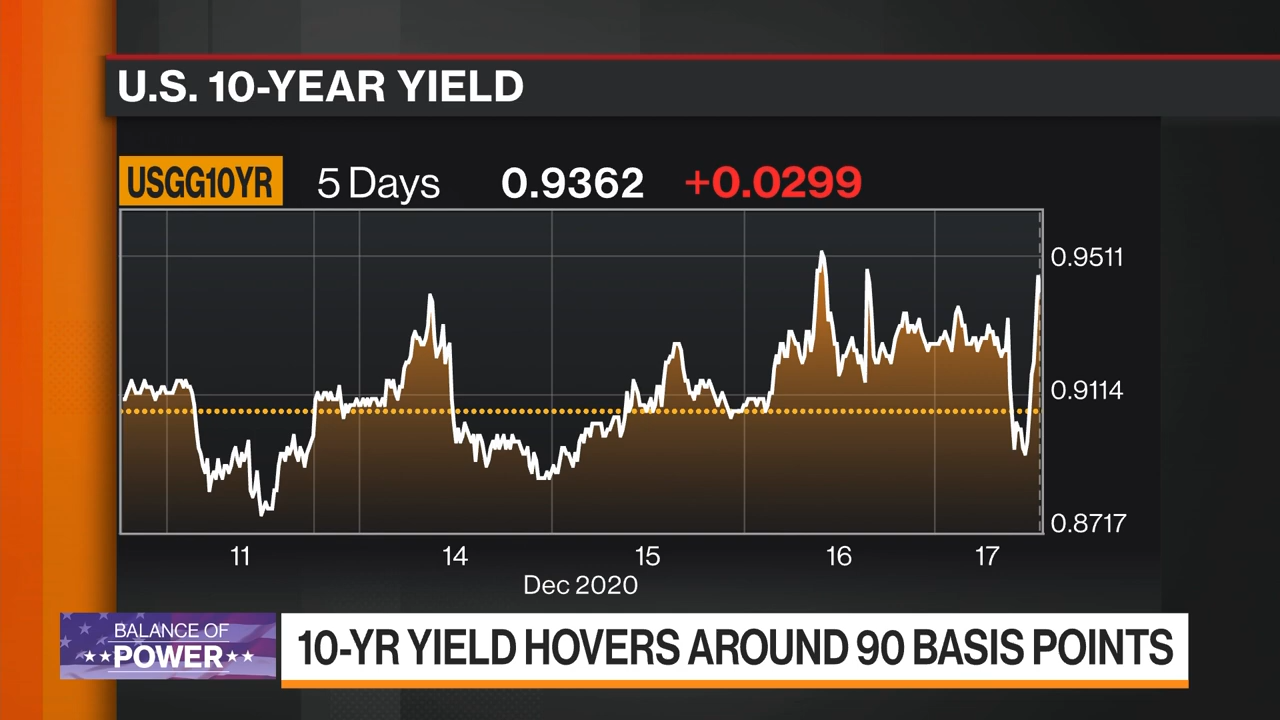 U.S. 10-YEAR YIELD
USGG10YR 5 Days 0.9362 +0.0299
0.9511
0.9114
0.8717
11 14 15 16 17
Dec 2020
BALANCE OF
POWER
10-YR YIELD HOVERS AROUND 90 BASIS POINTS